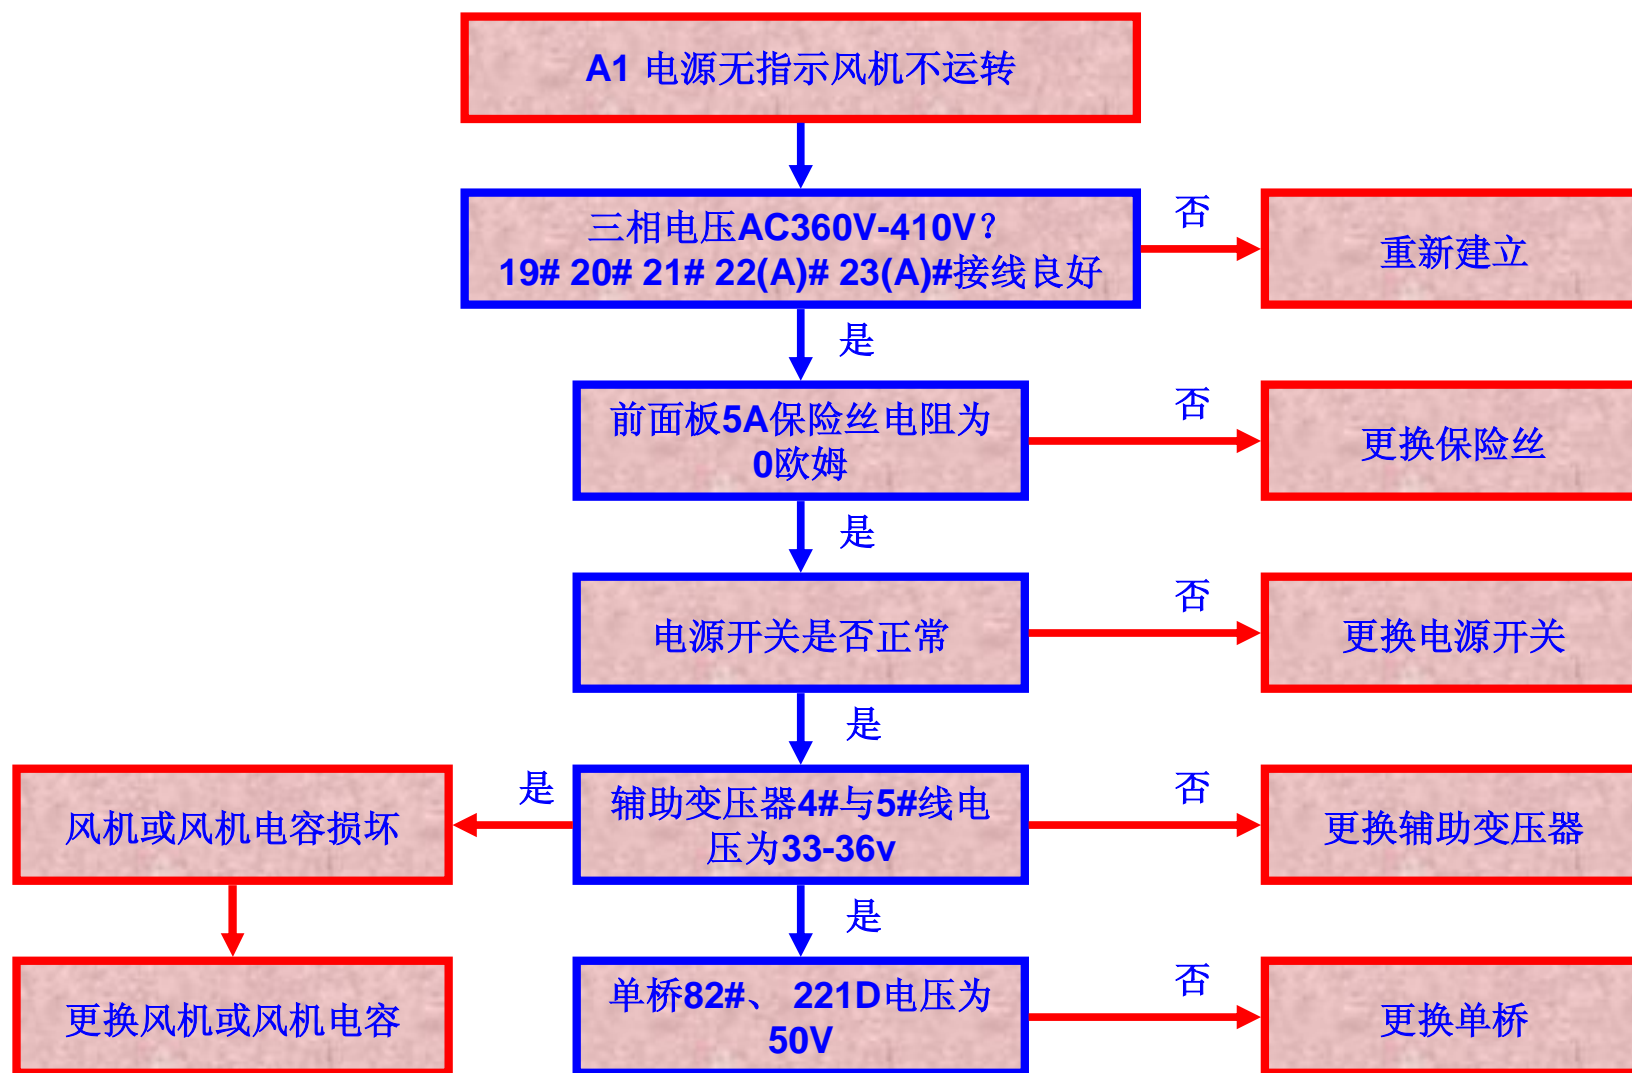 A1 电源无指示风机不运转
三相电压AC360V-410V？
19# 20# 21# 22(A)# 23(A)#接线良好
否
重新建立
是
前面板5A保险丝电阻为
0欧姆
否
更换保险丝
是
电源开关是否正常
否
更换电源开关
是
风机或风机电容损坏
是
辅助变压器4#与5#线电
压为33-36v
否
更换辅助变压器
是
更换风机或风机电容
单桥82#、 221D电压为
50V
否
更换单桥